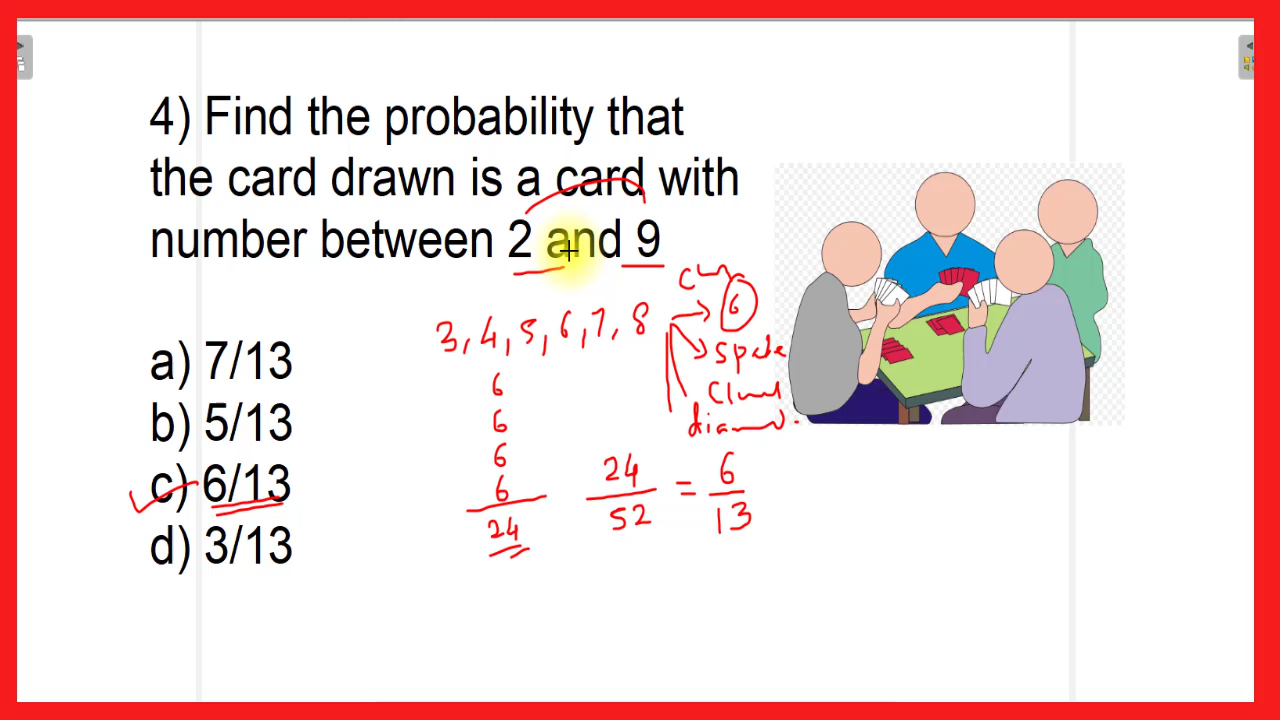 4) Find the probability that
the card drawn is a card with
number between 2 and 9
3, 4, 5, 6, 7, 8
6
spade
diamond
a) 7/13
b) 5/13
c) 6/13
d) 3/13
6
6
6
6
24
24/52 = 6/13